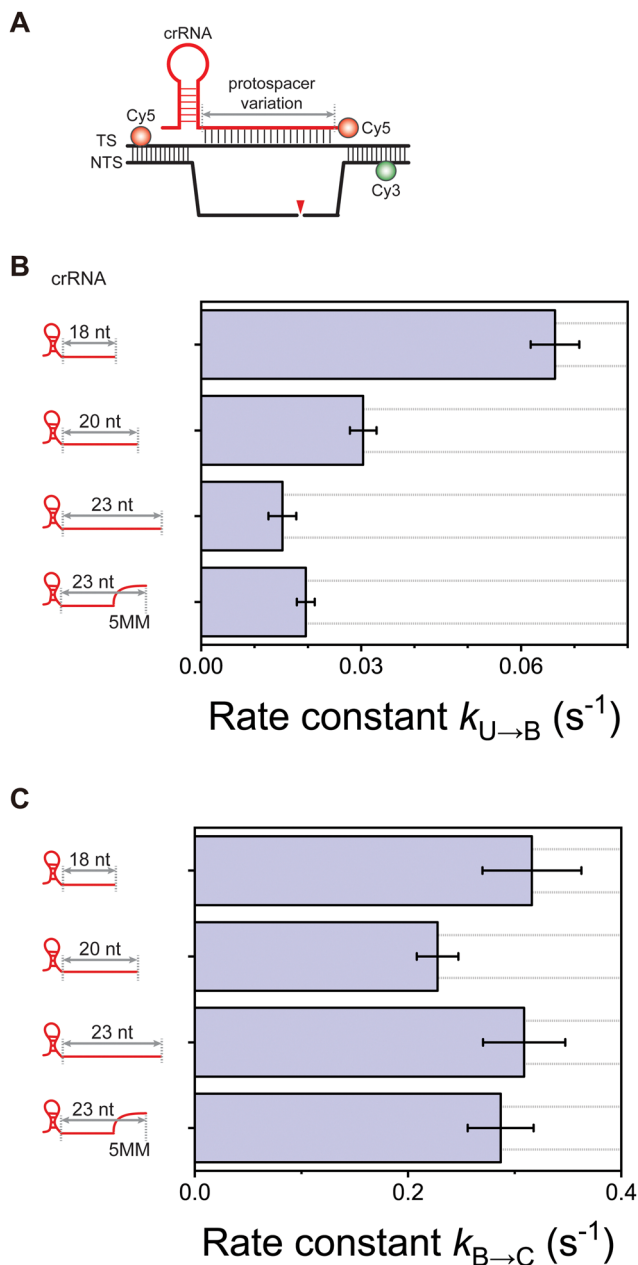 A
crRNA
protospacer
variation
Cy5
Cy5
TS
NTS
Cy3
B
crRNA
18 nt
20 nt
23 nt
23 nt
5MM
0.00 0.03 0.06
Rate constant kU→B (s-1)
C
18 nt
20 nt
23 nt
23 nt
5MM
0.0 0.2 0.4
Rate constant kB→C (s-1)